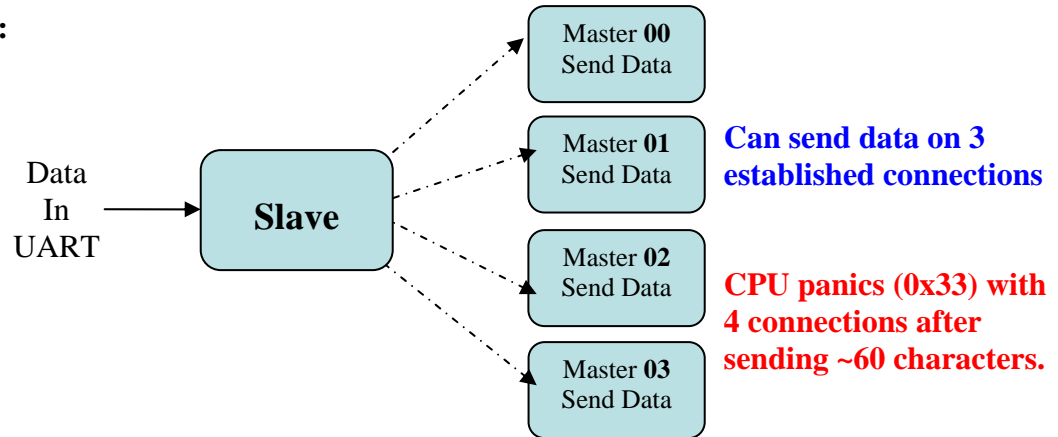 :
Data
In
UART
Slave
Master 00
Send Data
Master 01
Send Data
Master 02
Send Data
Master 03
Send Data
Can send data on 3
established connections
CPU panics (0x33) with
4 connections after
sending ~60 characters.